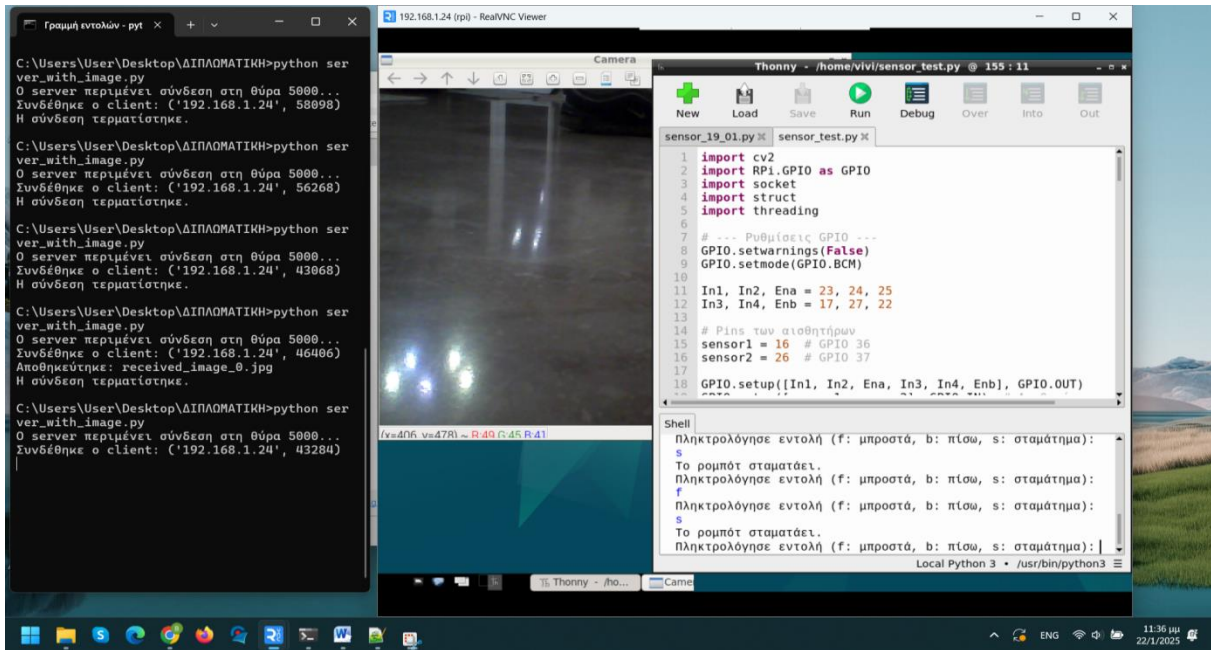 Γραμμή εντολών - pyt
C:\Users\User\Desktop\ΔΙΠΛΩΜΑΤΙΚΗ>python ser
ver_with_image.py
Ο server περιμένει σύνδεση στη θύρα 5000...
Συνδέθηκε ο client: ('192.168.1.24', 58098)
Η σύνδεση τερματίστηκε.
C:\Users\User\Desktop\ΔΙΠΛΩΜΑΤΙΚΗ>python ser
ver_with_image.py
Ο server περιμένει σύνδεση στη θύρα 5000...
Συνδέθηκε ο client: ('192.168.1.24', 56268)
Η σύνδεση τερματίστηκε.
C:\Users\User\Desktop\ΔΙΠΛΩΜΑΤΙΚΗ>python ser
ver_with_image.py
Ο server περιμένει σύνδεση στη θύρα 5000...
Συνδέθηκε ο client: ('192.168.1.24', 43068)
Η σύνδεση τερματίστηκε.
C:\Users\User\Desktop\ΔΙΠΛΩΜΑΤΙΚΗ>python ser
ver_with_image.py
Ο server περιμένει σύνδεση στη θύρα 5000...
Συνδέθηκε ο client: ('192.168.1.24', 46406)
Αποθηκεύτηκε: received_image_0.jpg
Η σύνδεση τερματίστηκε.
C:\Users\User\Desktop\ΔΙΠΛΩΜΑΤΙΚΗ>python ser
ver_with_image.py
Ο server περιμένει σύνδεση στη θύρα 5000...
Συνδέθηκε ο client: ('192.168.1.24', 43284)
192.168.1.24 (rpi) - RealVNC Viewer
Camera
(x=406, y=478) ~ R:49 G:45 B:41
Thonny - /home/vivi/sensor_test.py @ 155 : 11
New Load Save Run Debug Over Into Out
sensor_19_01.py sensor_test.py
1 import cv2
2 import RPi.GPIO as GPIO
3 import socket
4 import struct
5 import threading
6
7 # --- Ρυθμίσεις GPIO ---
8 GPIO.setwarnings(False)
9 GPIO.setmode(GPIO.BCM)
10
11 In1, In2, Ena = 23, 24, 25
12 In3, In4, Enb = 17, 27, 22
13
14 # Pins των αισθητήρων
15 sensor1 = 16 # GPIO 36
16 sensor2 = 26 # GPIO 37
17
18 GPIO.setup([In1, In2, Ena, In3, In4, Enb], GPIO.OUT)
Shell
Πληκτρολόγησε εντολή (f: μπροστά, b: πίσω, s: σταμάτημα):
s
Το ρομπότ σταματάει.
Πληκτρολόγησε εντολή (f: μπροστά, b: πίσω, s: σταμάτημα):
f
Πληκτρολόγησε εντολή (f: μπροστά, b: πίσω, s: σταμάτημα):
s
Το ρομπότ σταματάει.
Πληκτρολόγησε εντολή (f: μπροστά, b: πίσω, s: σταμάτημα):
Local Python 3 • /usr/bin/python3
Thonny - /ho... Came
ENG 11:36 μμ
22/1/2025